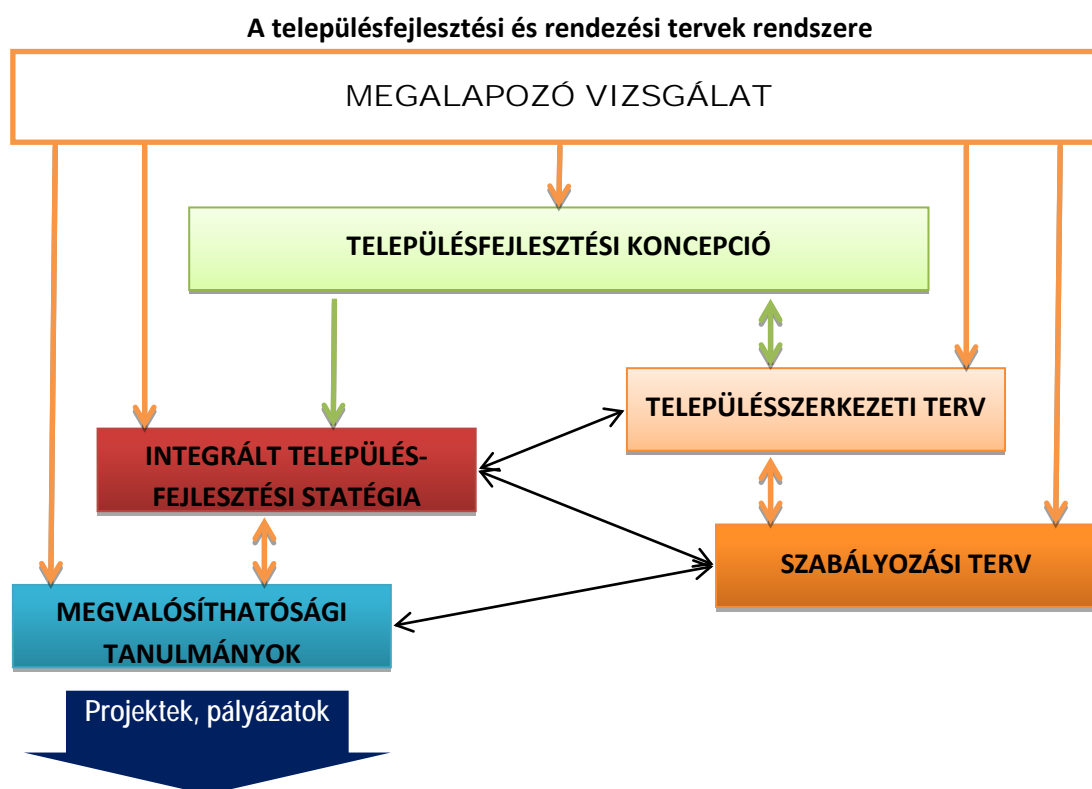 A településfejlesztési és rendezési tervek rendszere
MEGALAPOZÓ VIZSGÁLAT
TELEPÜLÉSFEJLESZTÉSI KONCEPCIÓ
TELEPÜLÉSSZERKEZETI TERV
INTEGRÁLT TELEPÜLÉS-
FEJLESZTÉSI STATÉGIA
SZABÁLYOZÁSI TERV
MEGVALÓSÍTHATÓSÁGI
TANULMÁNYOK
Projektek, pályázatok